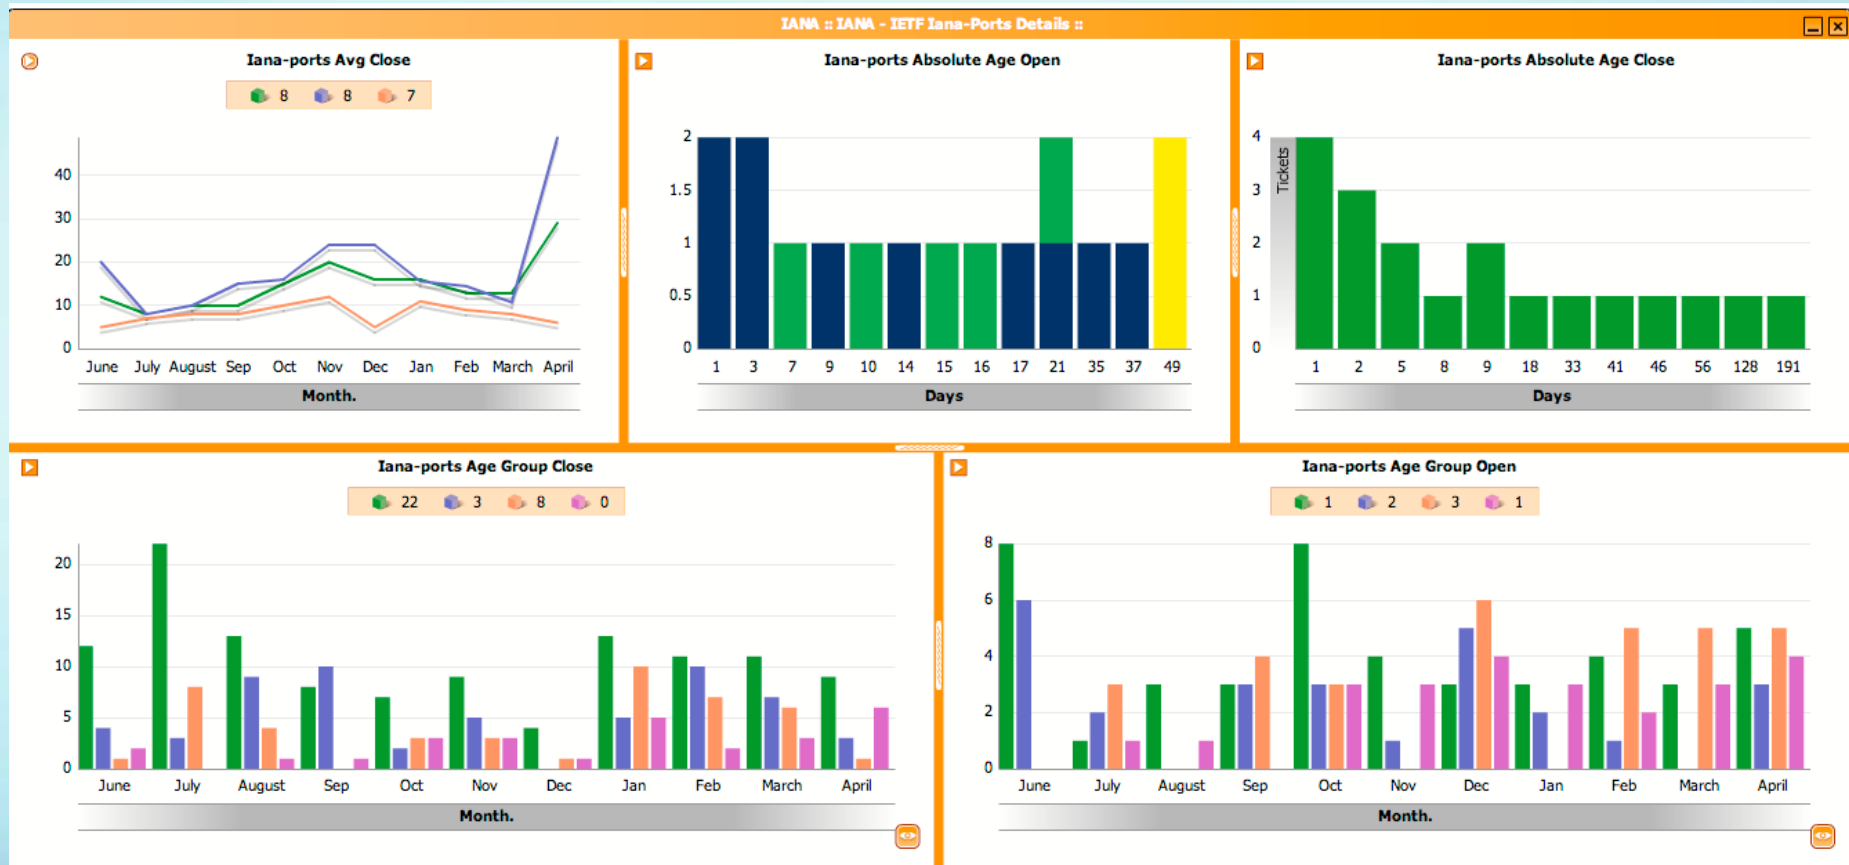 IANA :: IANA - IETF Iana-Ports Details ::
Iana-ports Avg Close
8 8 7
40
30
20
10
0
June July August Sep Oct Nov Dec Jan Feb March April
Month.
Iana-ports Absolute Age Open
2
1.5
1
0.5
0
1 3 7 9 10 14 15 16 17 21 35 37 49
Days
Iana-ports Absolute Age Close
Tickets
4
3
2
1
0
1 2 5 8 9 18 33 41 46 56 128 191
Days
Iana-ports Age Group Close
22 3 8 0
20
15
10
5
0
June July August Sep Oct Nov Dec Jan Feb March April
Month.
Iana-ports Age Group Open
1 2 3 1
8
6
4
2
0
June July August Sep Oct Nov Dec Jan Feb March April
Month.